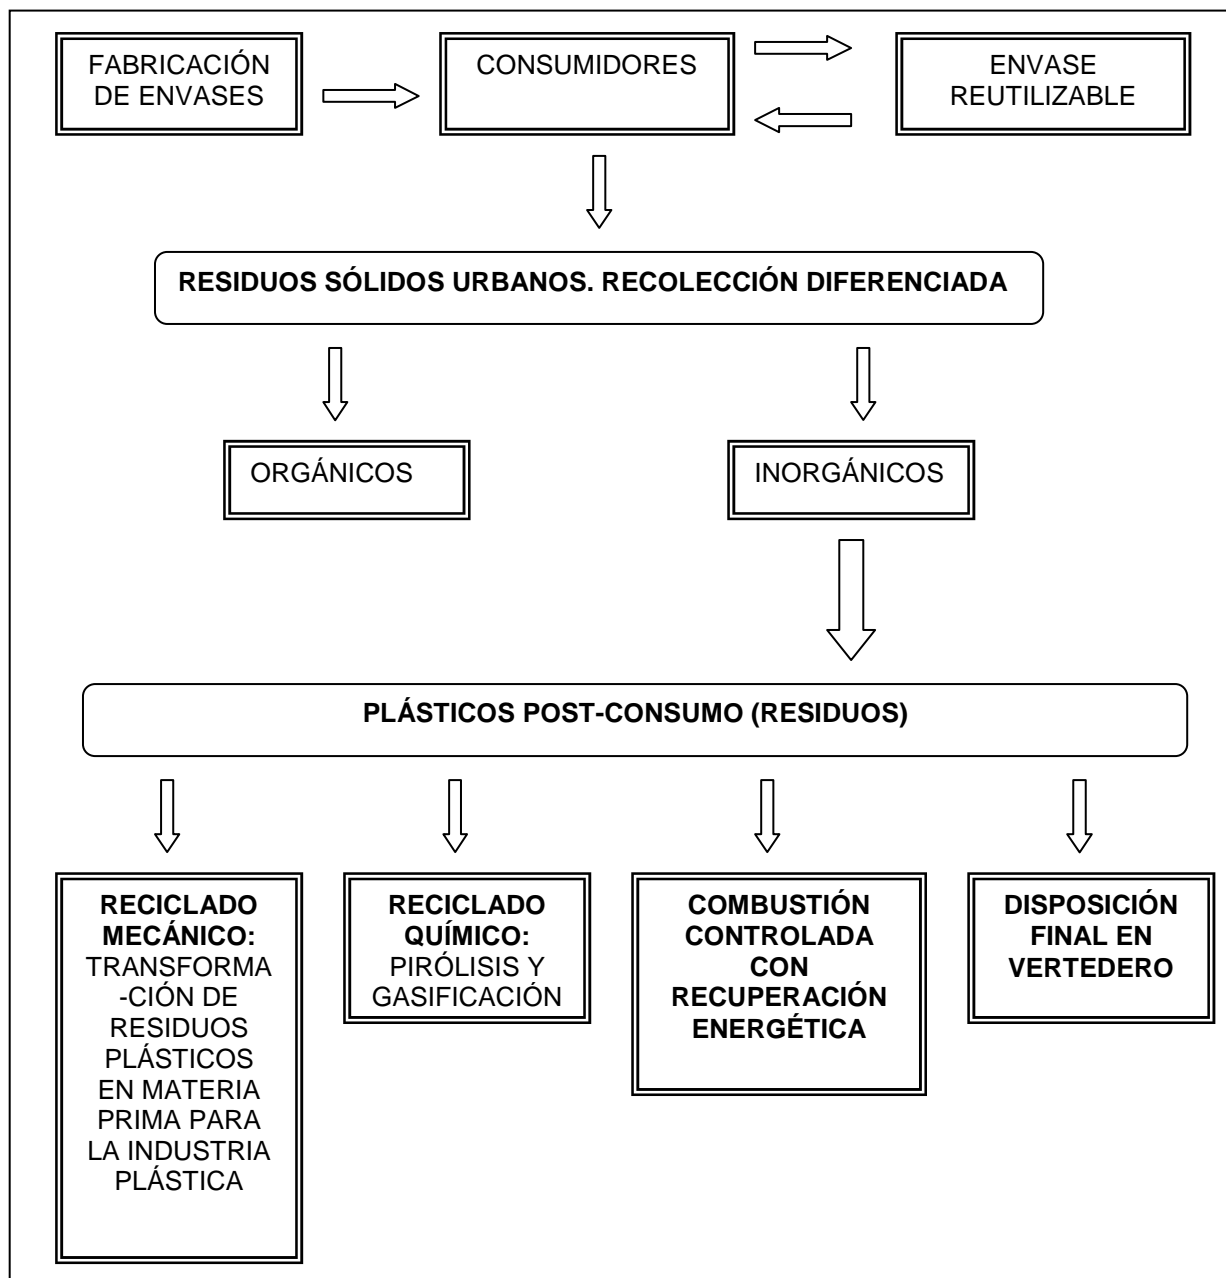 FABRICACIÓN
DE ENVASES
CONSUMIDORES
ENVASE
REUTILIZABLE
RESIDUOS SÓLIDOS URBANOS. RECOLECCIÓN DIFERENCIADA
ORGÁNICOS
INORGÁNICOS
PLÁSTICOS POST-CONSUMO (RESIDUOS)
RECICLADO
MECÁNICO:
TRANSFORMA
-CIÓN DE
RESIDUOS
PLÁSTICOS
EN MATERIA
PRIMA PARA
LA INDUSTRIA
PLÁSTICA
RECICLADO
QUÍMICO:
PIRÓLISIS Y
GASIFICACIÓN
COMBUSTIÓN
CONTROLADA
CON
RECUPERACIÓN
ENERGÉTICA
DISPOSICIÓN
FINAL EN
VERTEDERO